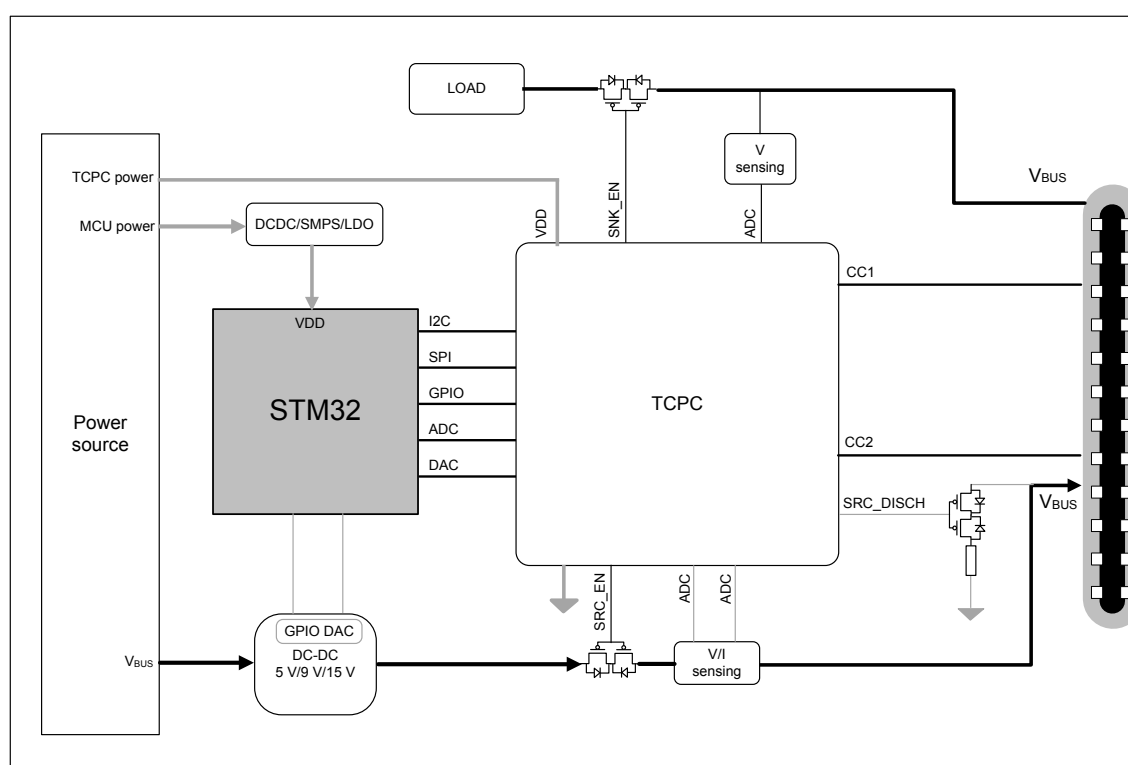 LOAD
V
sensing
VBUS
TCPC power
MCU power
DCDC/SMPS/LDO
VDD
SNK_EN
ADC
CC1
VDD
I2C
SPI
GPIO
ADC
DAC
STM32
TCPC
Power
source
CC2
SRC_DISCH
VBUS
SRC_EN
ADC
ADC
GPIO DAC
DC-DC
5 V/9 V/15 V
VBUS
V/I
sensing